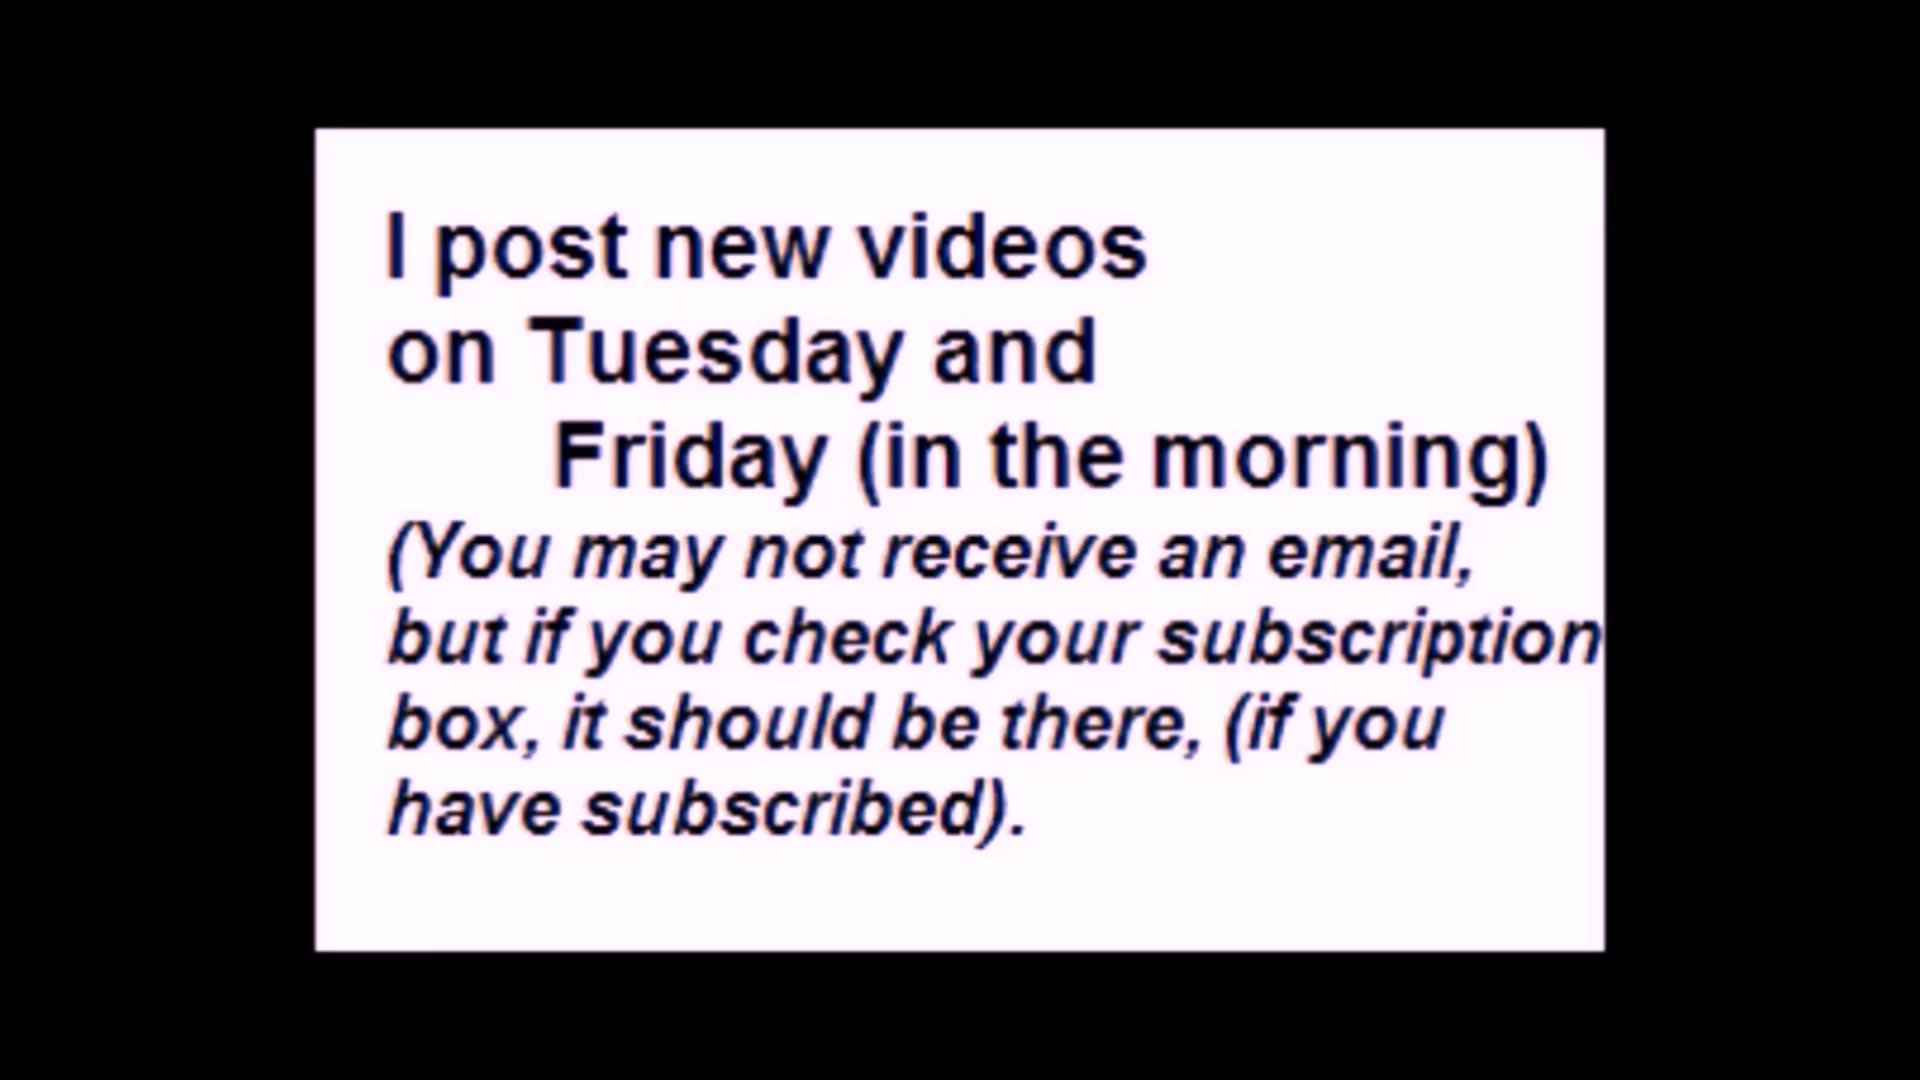 I post new videos
on Tuesday and
Friday (in the morning)
(You may not receive an email,
but if you check your subscription
box, it should be there, (if you
have subscribed).